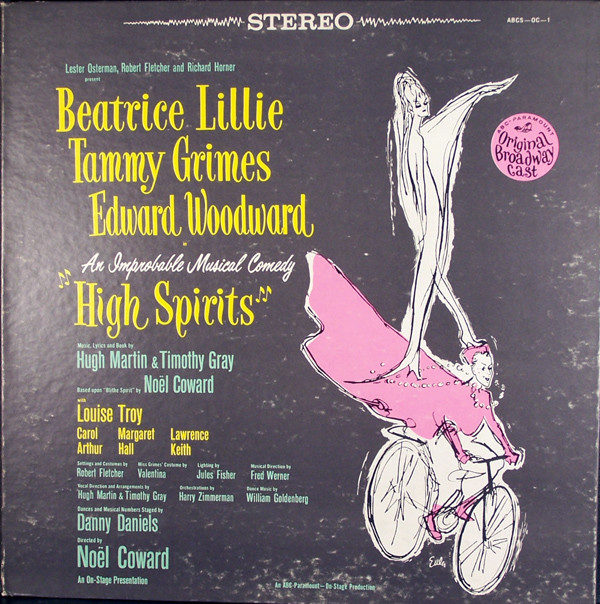 STEREO
ABCS—OC—1
Lester Osterman, Robert Fletcher and Richard Horner
present
Beatrice Lillie
Tammy Grimes
Edward Woodward
in
An Improbable Musical Comedy
"High Spirits"
Music, Lyrics and Book by
Hugh Martin & Timothy Gray
Based upon "Blithe Spirit" by
Noël Coward
with
Louise Troy
Carol Margaret Lawrence
Arthur Hall Keith
Settings and Costumes by Miss Grimes' Costume by Lighting by Musical Direction by
Robert Fletcher Valentina Jules Fisher Fred Werner
Vocal Direction and Arrangements by Orchestrations by Dance Music by
Hugh Martin & Timothy Gray Harry Zimmerman William Goldenberg
Dances and Musical Numbers Staged by
Danny Daniels
Directed by
Noël Coward
An On-Stage Presentation
An ABC-Paramount—On-Stage Production
ABC-PARAMOUNT
Original
Broadway
Cast
Eula